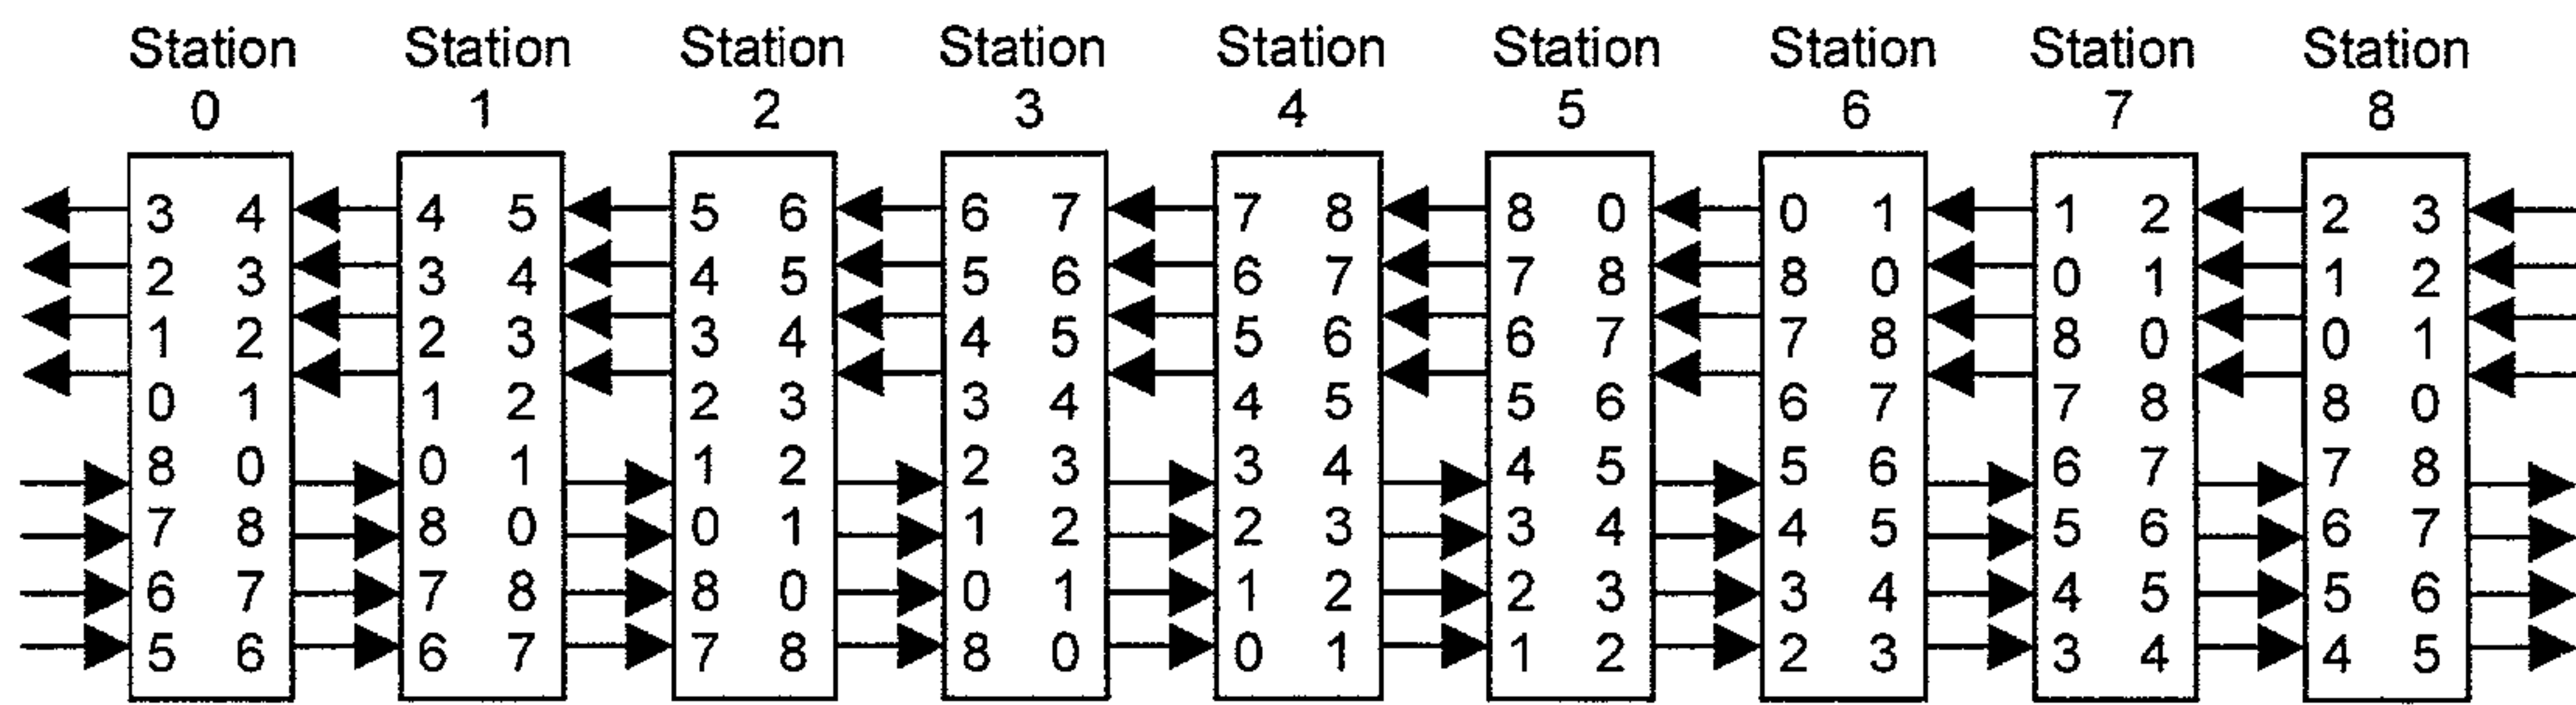 Station Station Station Station Station Station Station Station Station
0 1 2 3 4 5 6 7 8
3 4 4 5 5 6 6 7 7 8 8 0 0 1 1 2 2 3
2 3 3 4 4 5 5 6 6 7 7 8 8 0 0 1 1 2
1 2 2 3 3 4 4 5 5 6 6 7 7 8 8 0 0 1
0 1 1 2 2 3 3 4 4 5 5 6 6 7 7 8 8 0
8 0 0 1 1 2 2 3 3 4 4 5 5 6 6 7 7 8
7 8 8 0 0 1 1 2 2 3 3 4 4 5 5 6 6 7
6 7 7 8 8 0 0 1 1 2 2 3 3 4 4 5 5 6
5 6 6 7 7 8 8 0 0 1 1 2 2 3 3 4 4 5